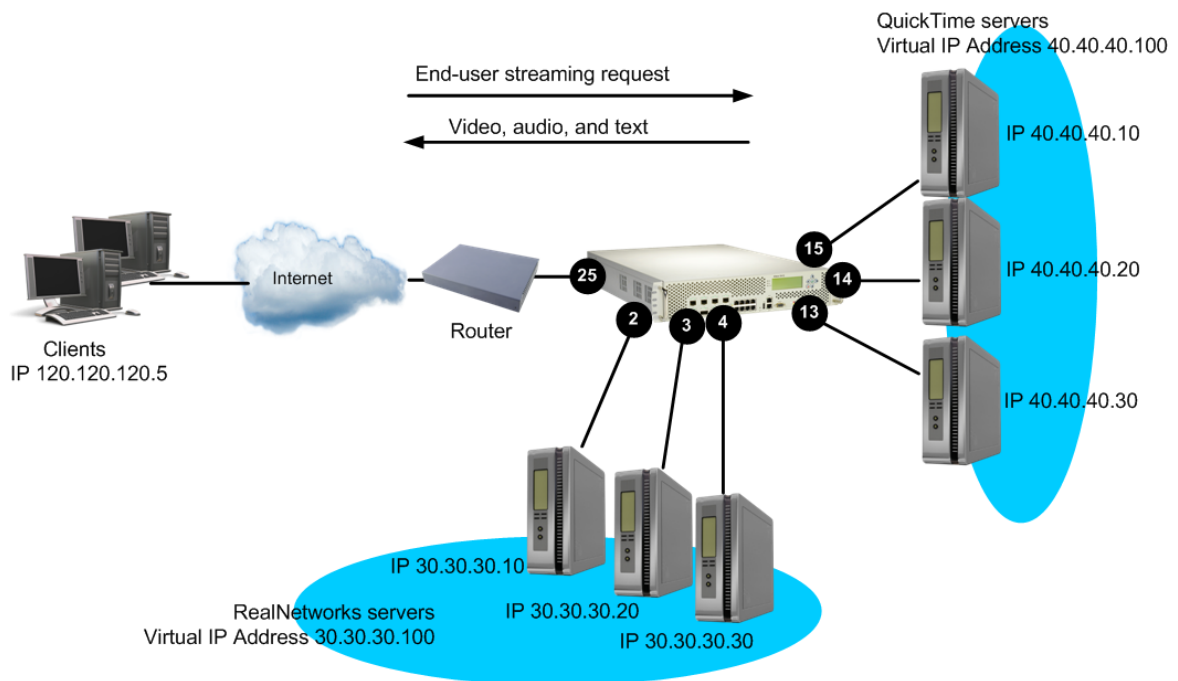 QuickTime servers
Virtual IP Address 40.40.40.100
End-user streaming request
Video, audio, and text
IP 40.40.40.10
15
Internet
25
14
IP 40.40.40.20
Router
2
3
4
13
Clients
IP 120.120.120.5
IP 40.40.40.30
IP 30.30.30.10
RealNetworks servers
Virtual IP Address 30.30.30.100
IP 30.30.30.20
IP 30.30.30.30